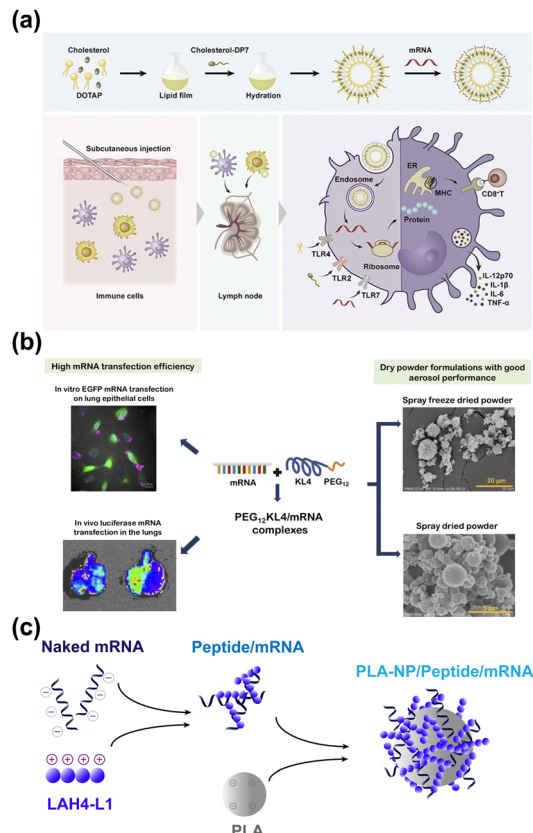 (a)
Cholesterol
Cholesterol-DP7
mRNA
DOTAP
Lipid film
Hydration
Subcutaneous injection
Immune cells
Lymph node
Endosome
ER
MHC
CD8+T
Protein
TLR4
TLR2
TLR7
Ribosome
IL-12p70
IL-1β
IL-6
TNF-α
(b)
High mRNA transfection efficiency
In vitro EGFP mRNA transfection
on lung epithelial cells
In vivo luciferase mRNA
transfection in the lungs
mRNA
+
KL4
PEG12
PEG12KL4/mRNA
complexes
Dry powder formulations with good
aerosol performance
Spray freeze dried powder
20 μm
Spray dried powder
5 μm
(c)
Naked mRNA
Peptide/mRNA
PLA-NP/Peptide/mRNA
LAH4-L1
PLA